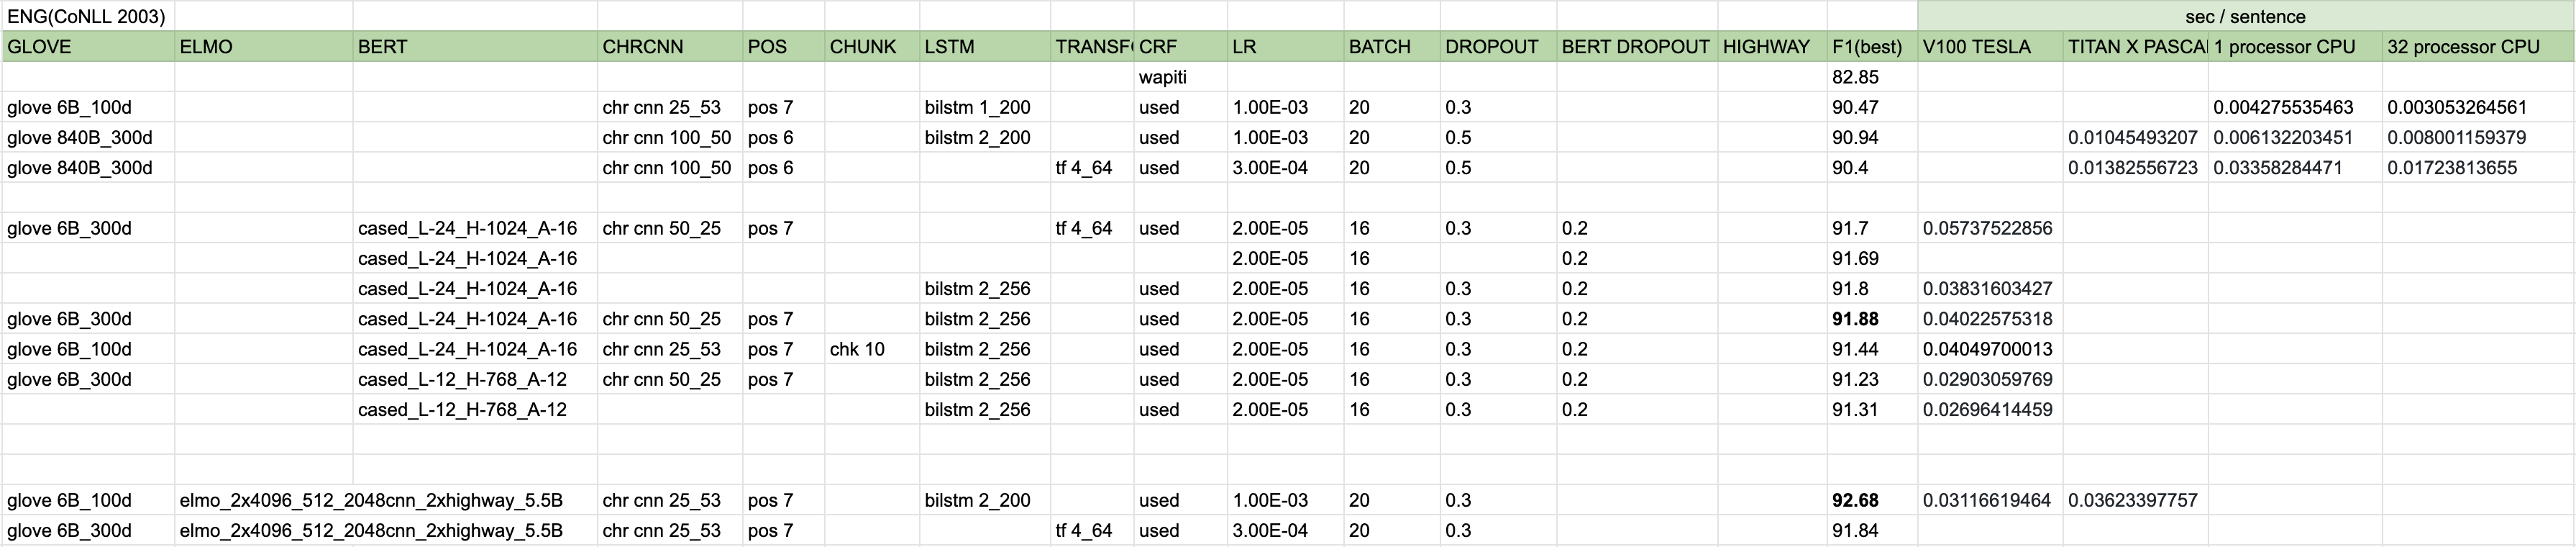 ENG(CoNLL 2003) sec / sentence
GLOVE ELMO BERT CHRCNN POS CHUNK LSTM TRANSF CRF LR BATCH DROPOUT BERT DROPOUT HIGHWAY F1(best) V100 TESLA TITAN X PASCAL 1 processor CPU 32 processor CPU
wapiti 82.85
glove 6B_100d chr cnn 25_53 pos 7 bilstm 1_200 used 1.00E-03 20 0.3 90.47 0.004275535463 0.003053264561
glove 840B_300d chr cnn 100_50 pos 6 bilstm 2_200 used 1.00E-03 20 0.5 90.94 0.01045493207 0.006132203451 0.008001159379
glove 840B_300d chr cnn 100_50 pos 6 tf 4_64 used 3.00E-04 20 0.5 90.4 0.01382556723 0.03358284471 0.01723813655
glove 6B_300d cased_L-24_H-1024_A-16 chr cnn 50_25 pos 7 tf 4_64 used 2.00E-05 16 0.3 0.2 91.7 0.05737522856
cased_L-24_H-1024_A-16 2.00E-05 16 0.2 91.69
cased_L-24_H-1024_A-16 bilstm 2_256 used 2.00E-05 16 0.3 0.2 91.8 0.03831603427
glove 6B_300d cased_L-24_H-1024_A-16 chr cnn 50_25 pos 7 bilstm 2_256 used 2.00E-05 16 0.3 0.2 91.88 0.04022575318
glove 6B_100d cased_L-24_H-1024_A-16 chr cnn 25_53 pos 7 chk 10 bilstm 2_256 used 2.00E-05 16 0.3 0.2 91.44 0.04049700013
glove 6B_300d cased_L-12_H-768_A-12 chr cnn 50_25 pos 7 bilstm 2_256 used 2.00E-05 16 0.3 0.2 91.23 0.02903059769
cased_L-12_H-768_A-12 bilstm 2_256 used 2.00E-05 16 0.3 0.2 91.31 0.02696414459
glove 6B_100d elmo_2x4096_512_2048cnn_2xhighway_5.5B chr cnn 25_53 pos 7 bilstm 2_200 used 1.00E-03 20 0.3 92.68 0.03116619464 0.03623397757
glove 6B_300d elmo_2x4096_512_2048cnn_2xhighway_5.5B chr cnn 25_53 pos 7 tf 4_64 used 3.00E-04 20 0.3 91.84